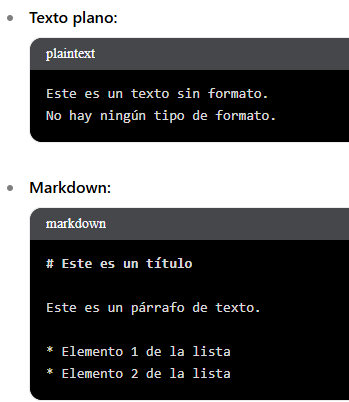 Texto plano:
plaintext
Este es un texto sin formato.
No hay ningún tipo de formato.
Markdown:
markdown
# Este es un título
Este es un párrafo de texto.
* Elemento 1 de la lista
* Elemento 2 de la lista